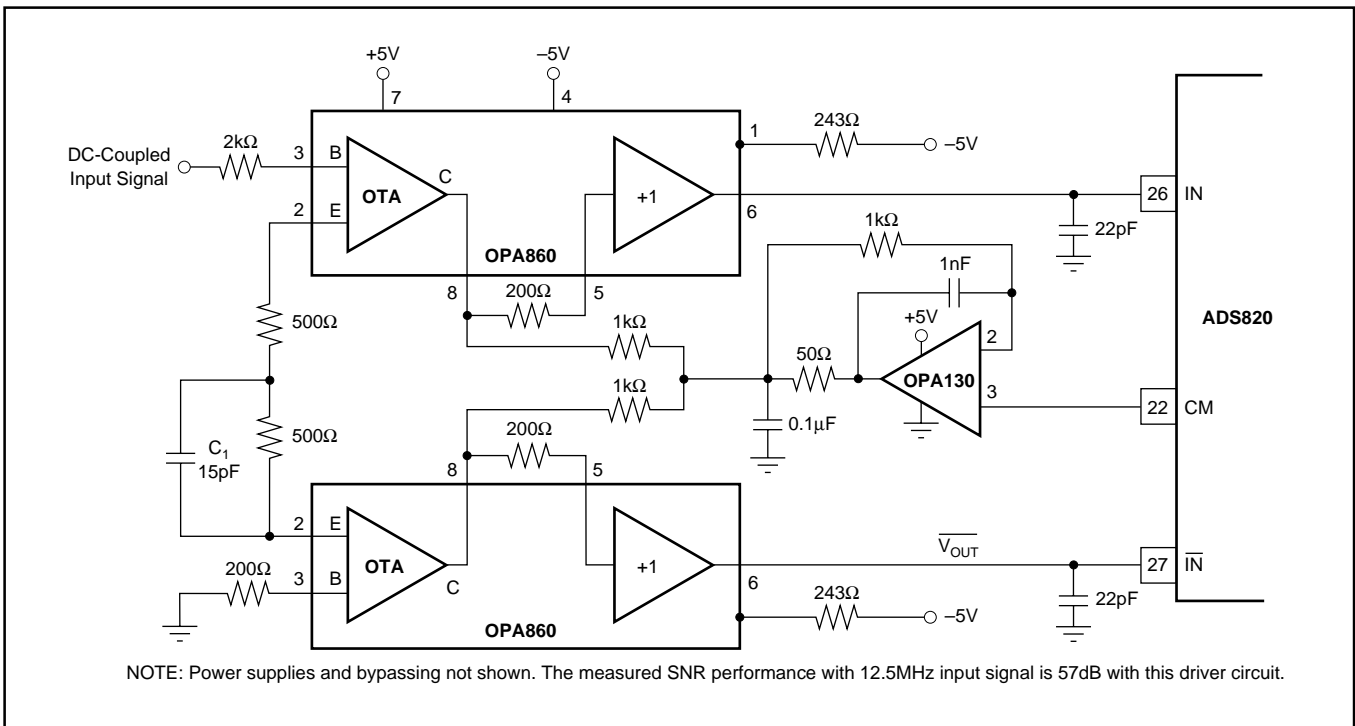 +5V
–5V
7
4
DC-Coupled
Input Signal
2kΩ
3
B
C
OTA
2
E
+1
1
243Ω
–5V
6
OPA860
26
IN
22pF
8
200Ω
5
1kΩ
1nF
500Ω
1kΩ
+5V
2
ADS820
50Ω
OPA130
3
22
CM
1kΩ
0.1µF
500Ω
C1
15pF
200Ω
8
5
2
E
OTA
C
+1
VOUT
6
27
IN
200Ω
3
B
243Ω
–5V
22pF
OPA860
NOTE: Power supplies and bypassing not shown. The measured SNR performance with 12.5MHz input signal is 57dB with this driver circuit.